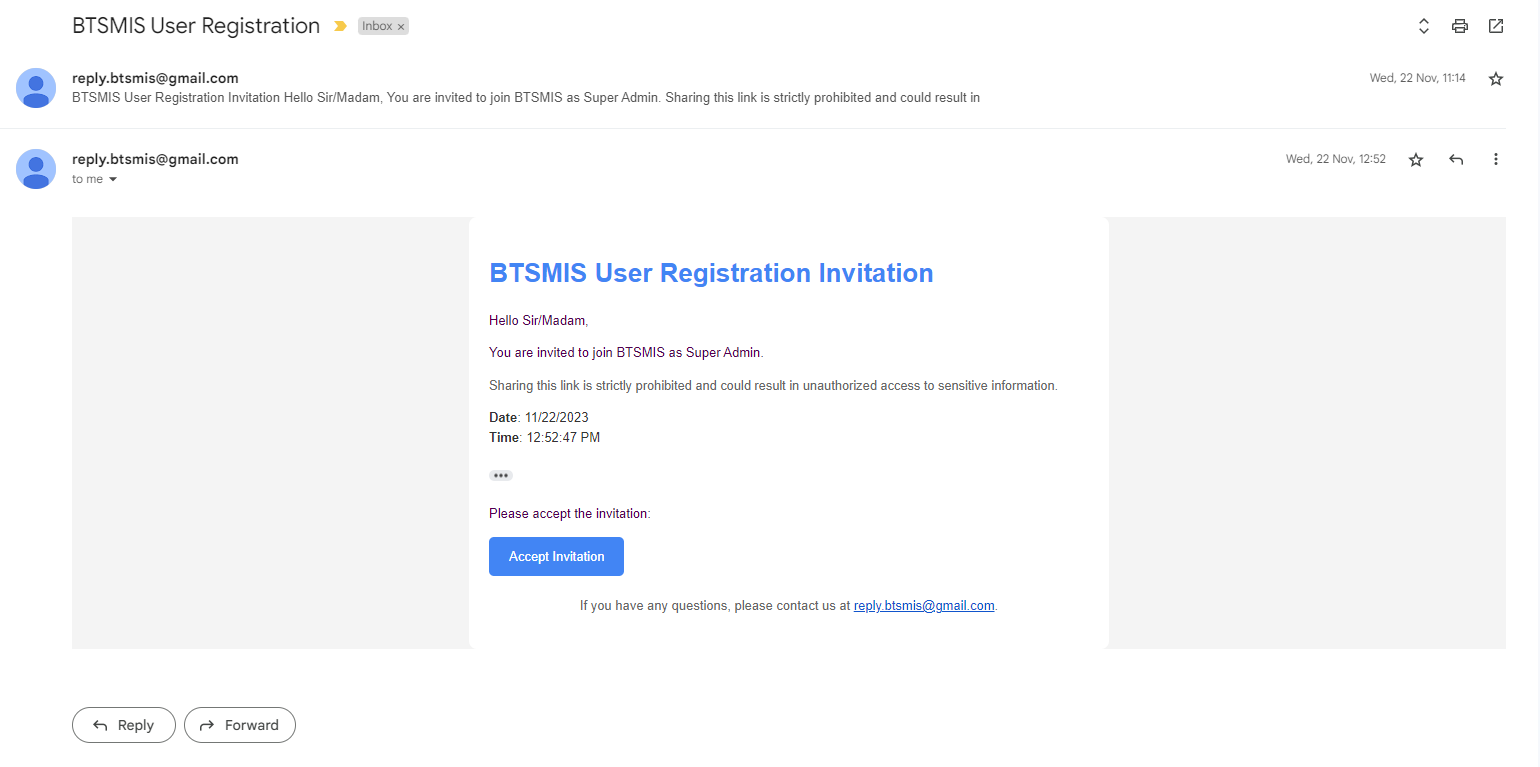 BTSMIS User Registration
Inbox ×
reply.btsmis@gmail.com
Wed, 22 Nov, 11:14
BTSMIS User Registration Invitation Hello Sir/Madam, You are invited to join BTSMIS as Super Admin. Sharing this link is strictly prohibited and could result in
reply.btsmis@gmail.com
Wed, 22 Nov, 12:52
to me
BTSMIS User Registration Invitation
Hello Sir/Madam,
You are invited to join BTSMIS as Super Admin.
Sharing this link is strictly prohibited and could result in unauthorized access to sensitive information.
Date: 11/22/2023
Time: 12:52:47 PM
Please accept the invitation:
Accept Invitation
If you have any questions, please contact us at reply.btsmis@gmail.com.
Reply
Forward